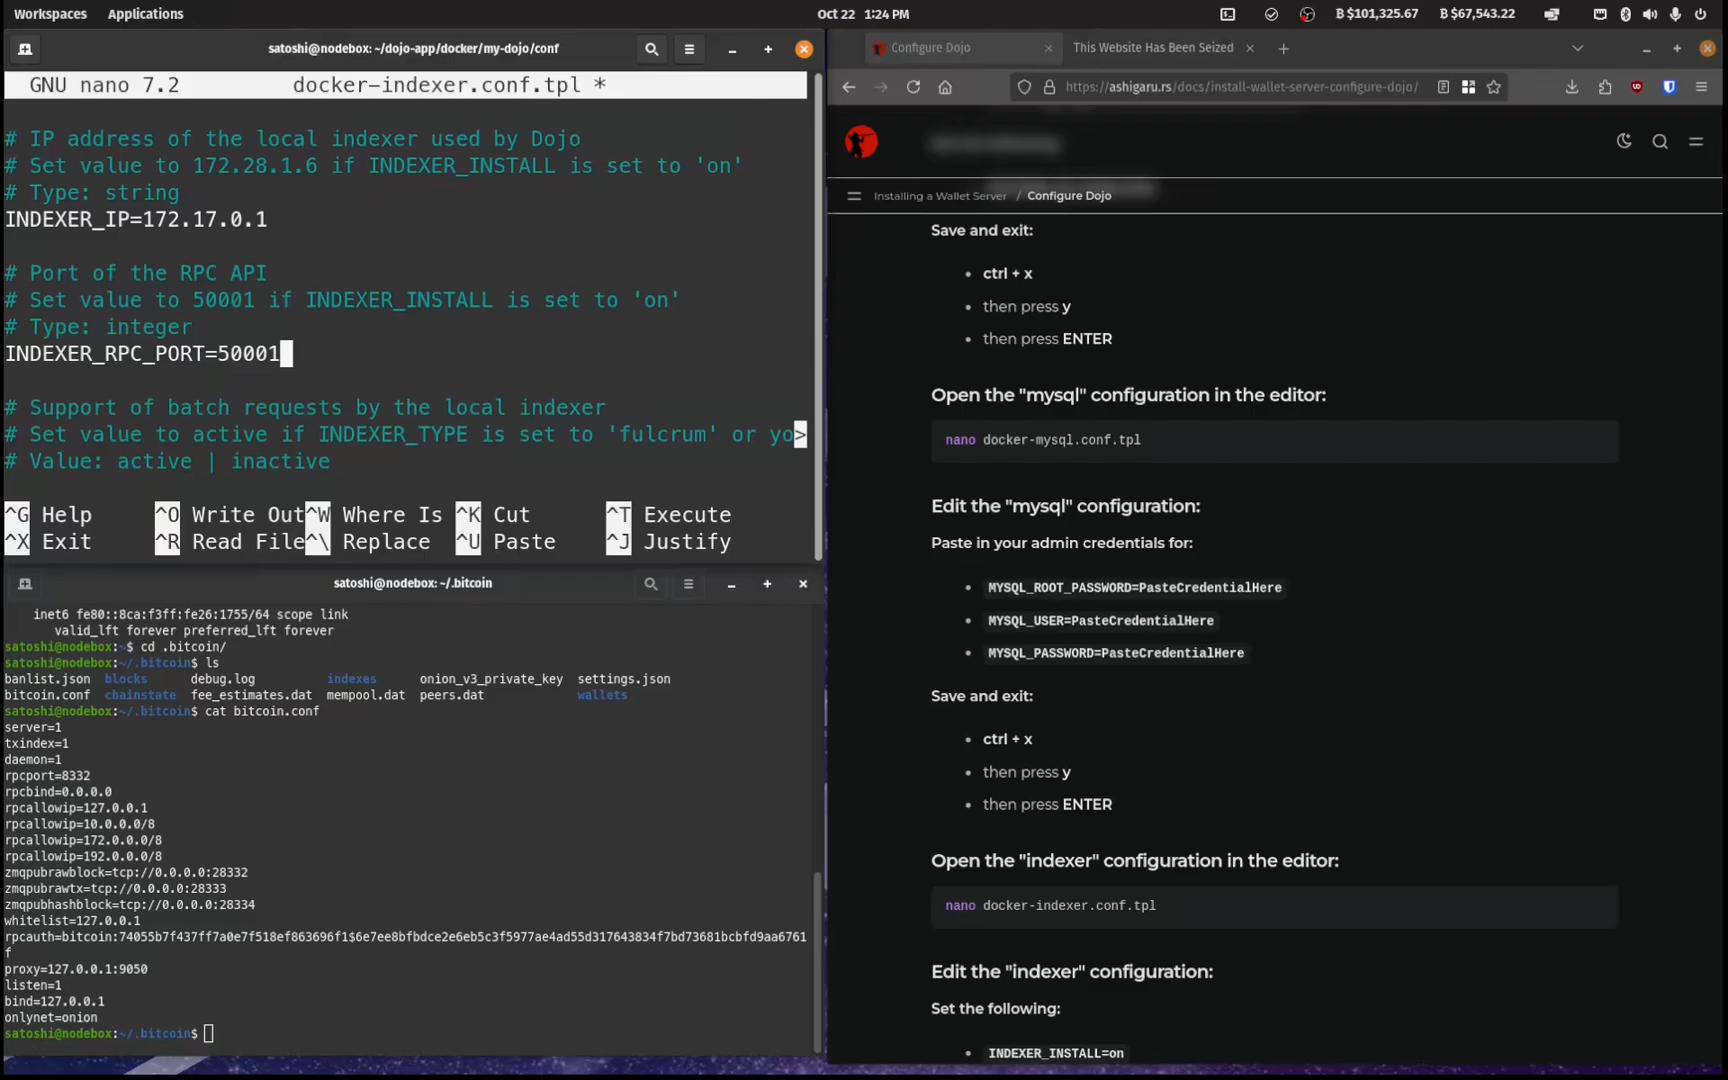 Workspaces Applications Oct 22 1:24 PM ₿ $101,325.67 ₿ $67,543.22
satoshi@nodebox: ~/dojo-app/docker/my-dojo/conf
GNU nano 7.2 docker-indexer.conf.tpl *
# IP address of the local indexer used by Dojo
# Set value to 172.28.1.6 if INDEXER_INSTALL is set to 'on'
# Type: string
INDEXER_IP=172.17.0.1
# Port of the RPC API
# Set value to 50001 if INDEXER_INSTALL is set to 'on'
# Type: integer
INDEXER_RPC_PORT=50001
# Support of batch requests by the local indexer
# Set value to active if INDEXER_TYPE is set to 'fulcrum' or yo>
# Value: active | inactive
^G Help ^O Write Out ^W Where Is ^K Cut ^T Execute
^X Exit ^R Read File ^\ Replace ^U Paste ^J Justify
satoshi@nodebox: ~/.bitcoin
inet6 fe80::8ca:f3ff:fe26:1755/64 scope link
valid_lft forever preferred_lft forever
satoshi@nodebox:~$ cd .bitcoin/
satoshi@nodebox:~/.bitcoin$ ls
banlist.json blocks debug.log indexes onion_v3_private_key settings.json
bitcoin.conf chainstate fee_estimates.dat mempool.dat peers.dat wallets
satoshi@nodebox:~/.bitcoin$ cat bitcoin.conf
server=1
txindex=1
daemon=1
rpcport=8332
rpcbind=0.0.0.0
rpcallowip=127.0.0.1
rpcallowip=10.0.0.0/8
rpcallowip=172.0.0.0/8
rpcallowip=192.0.0.0/8
zmqpubrawblock=tcp://0.0.0.0:28332
zmqpubrawtx=tcp://0.0.0.0:28333
zmqpubhashblock=tcp://0.0.0.0:28334
whitelist=127.0.0.1
rpcauth=bitcoin:74055b7f437ff7a0e7f518ef863696f1$6e7ee8bfbdce2e6eb5c3f5977ae4ad55d317643834f7bd73681bcbfd9aa6761
f
proxy=127.0.0.1:9050
listen=1
bind=127.0.0.1
onlynet=onion
satoshi@nodebox:~/.bitcoin$
Configure Dojo This Website Has Been Seized
https://ashigaru.rs/docs/install-wallet-server-configure-dojo/
Installing a Wallet Server / Configure Dojo
Save and exit:
ctrl + x
then press y
then press ENTER
Open the "mysql" configuration in the editor:
nano docker-mysql.conf.tpl
Edit the "mysql" configuration:
Paste in your admin credentials for:
MYSQL_ROOT_PASSWORD=PasteCredentialHere
MYSQL_USER=PasteCredentialHere
MYSQL_PASSWORD=PasteCredentialHere
Save and exit:
ctrl + x
then press y
then press ENTER
Open the "indexer" configuration in the editor:
nano docker-indexer.conf.tpl
Edit the "indexer" configuration:
Set the following:
INDEXER_INSTALL=on